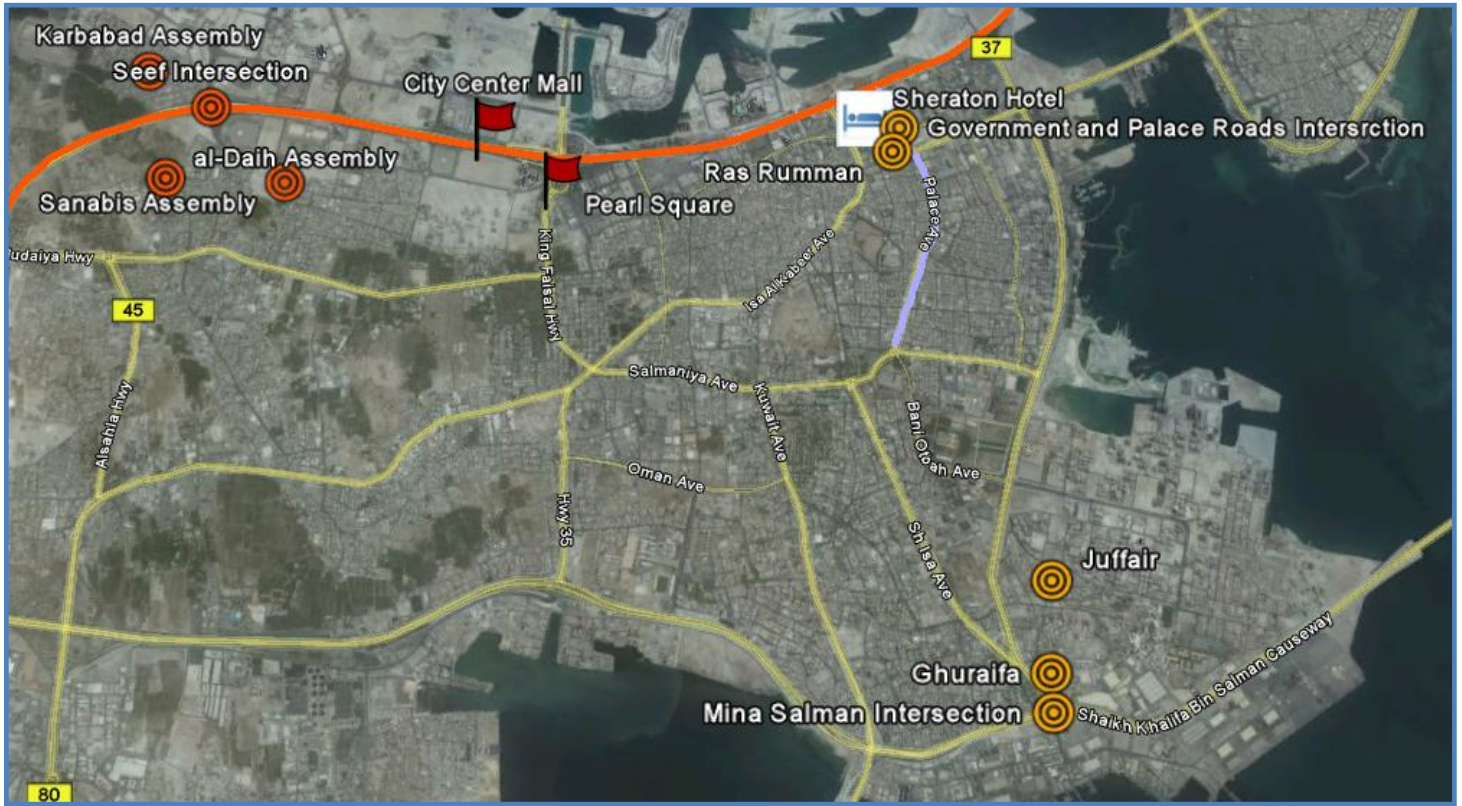 Karbabad Assembly
Seef Intersection
City Center Mall
37
Sheraton Hotel
Government and Palace Roads Intersrction
al-Daih Assembly
Ras Rumman
Sanabis Assembly
Pearl Square
Palace Ave
udaiya Hwy
King Faisal Hwy
Isa Al Kabeer Ave
45
Salmaniya Ave
Kuwait Ave
Alsahla Hwy
Bani Otbah Ave
Oman Ave
Hwy 35
Sh Isa Ave
Juffair
Ghuraifa
Mina Salman Intersection
Shaikh Khalifa Bin Salman Causeway
80